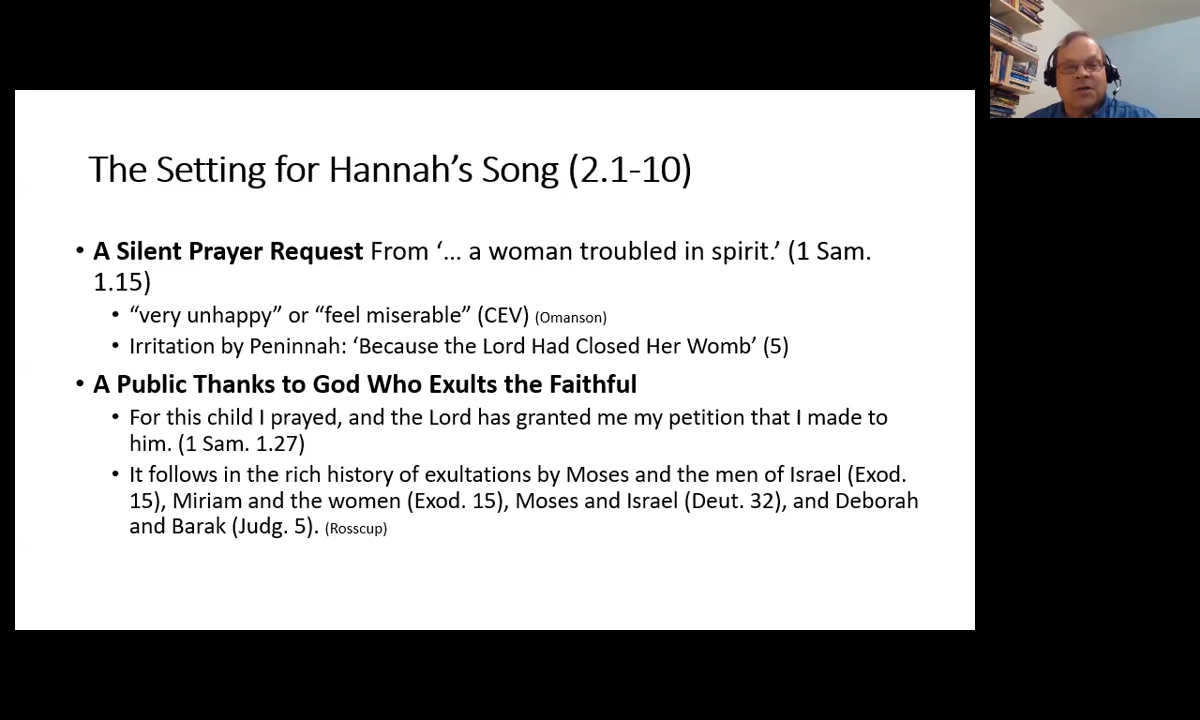 The Setting for Hannah’s Song (2.1-10)
• A Silent Prayer Request From ‘… a woman troubled in spirit.’ (1 Sam.
1.15)
• “very unhappy” or “feel miserable” (CEV) (Omanson)
• Irritation by Peninnah: ‘Because the Lord Had Closed Her Womb’ (5)
• A Public Thanks to God Who Exults the Faithful
• For this child I prayed, and the Lord has granted me my petition that I made to
him. (1 Sam. 1.27)
• It follows in the rich history of exultations by Moses and the men of Israel (Exod.
15), Miriam and the women (Exod. 15), Moses and Israel (Deut. 32), and Deborah
and Barak (Judg. 5). (Rosscup)